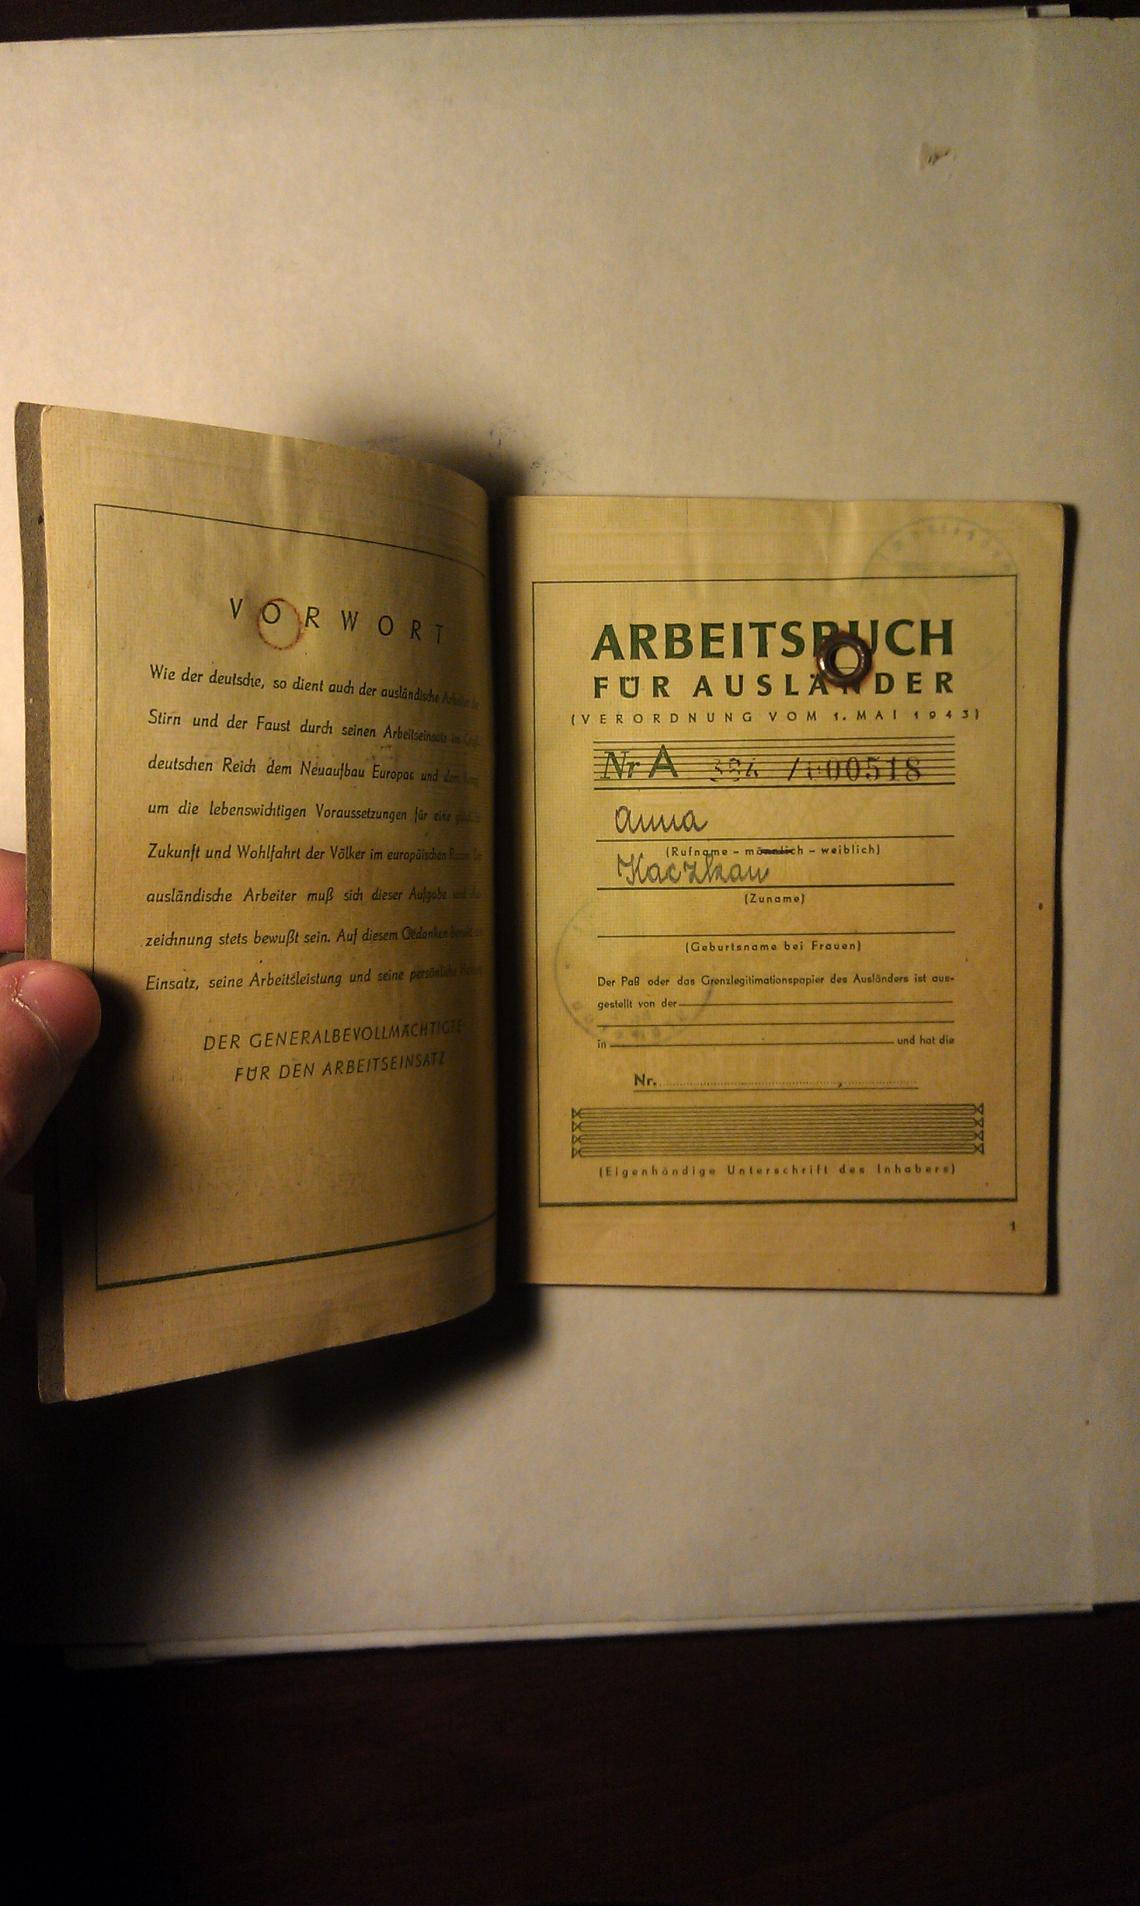 VORWORT
Wie der deutsche, so dient auch der ausländische
Stirn und der Faust durch seinen Arbeitseinsatz im
deutschen Reich dem Neuaufbau Europas und
um die lebenswichtigen Voraussetzungen für eine
Zukunft und Wohlfahrt der Völker im europäischen
ausländische Arbeiter muß sich dieser Aufgabe und
zeichnung stets bewußt sein. Auf diesem Gedanken
Einsatz, seine Arbeitsleistung und seine persönliche
DER GENERALBEVOLLMÄCHTIGTE
FÜR DEN ARBEITSEINSATZ
ARBEITSBUCH
FÜR AUSLÄNDER
(VERORDNUNG VOM 1. MAI 1943)
Nr A 394 /000518
Anna
(Rufname – männlich – weiblich)
(Zuname)
(Geburtsname bei Frauen)
Der Paß oder das Grenzlegitimationspapier des Ausländers ist aus-
gestellt von der
in und hat die
Nr.
(Eigenhändige Unterschrift des Inhabers)
1